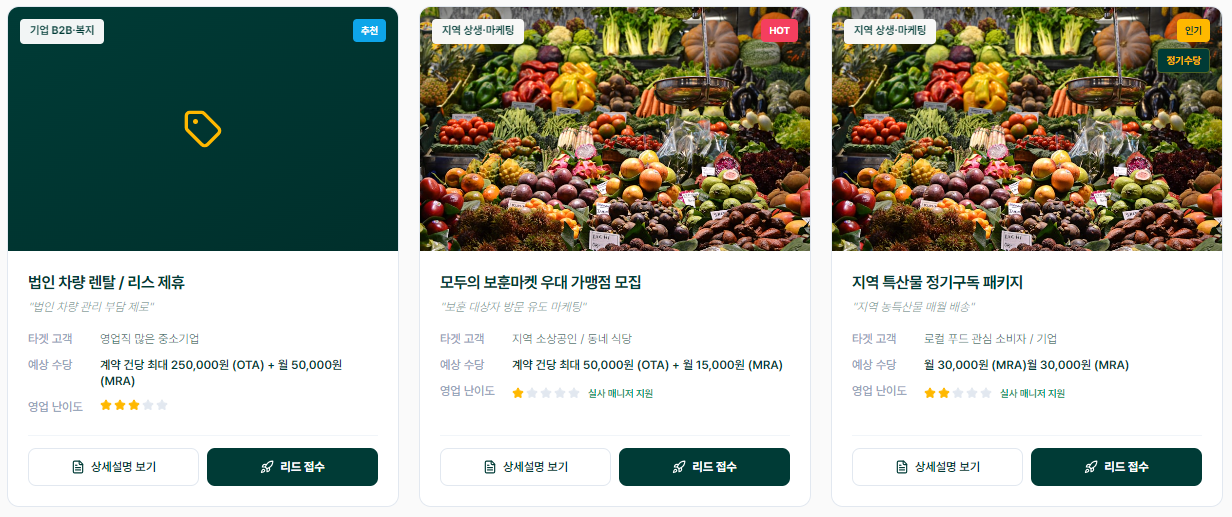 기업 B2B·복지
추천
법인 차량 렌탈 / 리스 제휴
"법인 차량 관리 부담 제로"
타겟 고객 영업직 많은 중소기업
예상 수당 계약 건당 최대 250,000원 (OTA) + 월 50,000원
(MRA)
영업 난이도
상세설명 보기
리드 접수
지역 상생·마케팅
HOT
모두의 보훈마켓 우대 가맹점 모집
"보훈 대상자 방문 유도 마케팅"
타겟 고객 지역 소상공인 / 동네 식당
예상 수당 계약 건당 최대 50,000원 (OTA) + 월 15,000원 (MRA)
영업 난이도 실사 매니저 지원
상세설명 보기
리드 접수
지역 상생·마케팅
인기
정기수당
지역 특산물 정기구독 패키지
"지역 농특산물 매월 배송"
타겟 고객 로컬 푸드 관심 소비자 / 기업
예상 수당 월 30,000원 (MRA)월 30,000원 (MRA)
영업 난이도 실사 매니저 지원
상세설명 보기
리드 접수